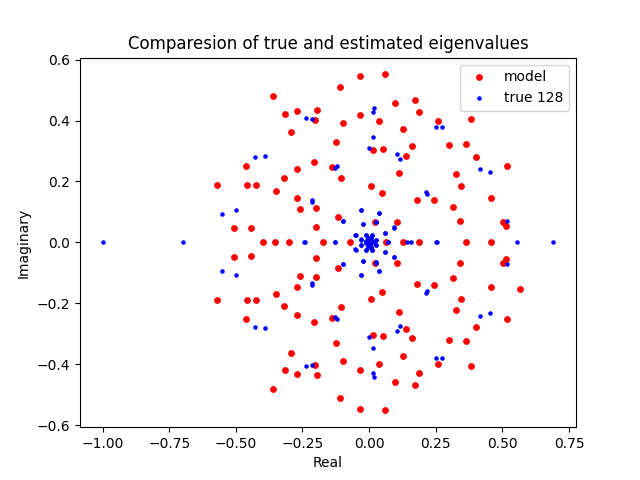 Comparesion of true and estimated eigenvalues
model
true 128
0.6
0.4
0.2
0.0
−0.2
−0.4
−0.6
Imaginary
−1.00 −0.75 −0.50 −0.25 0.00 0.25 0.50 0.75
Real